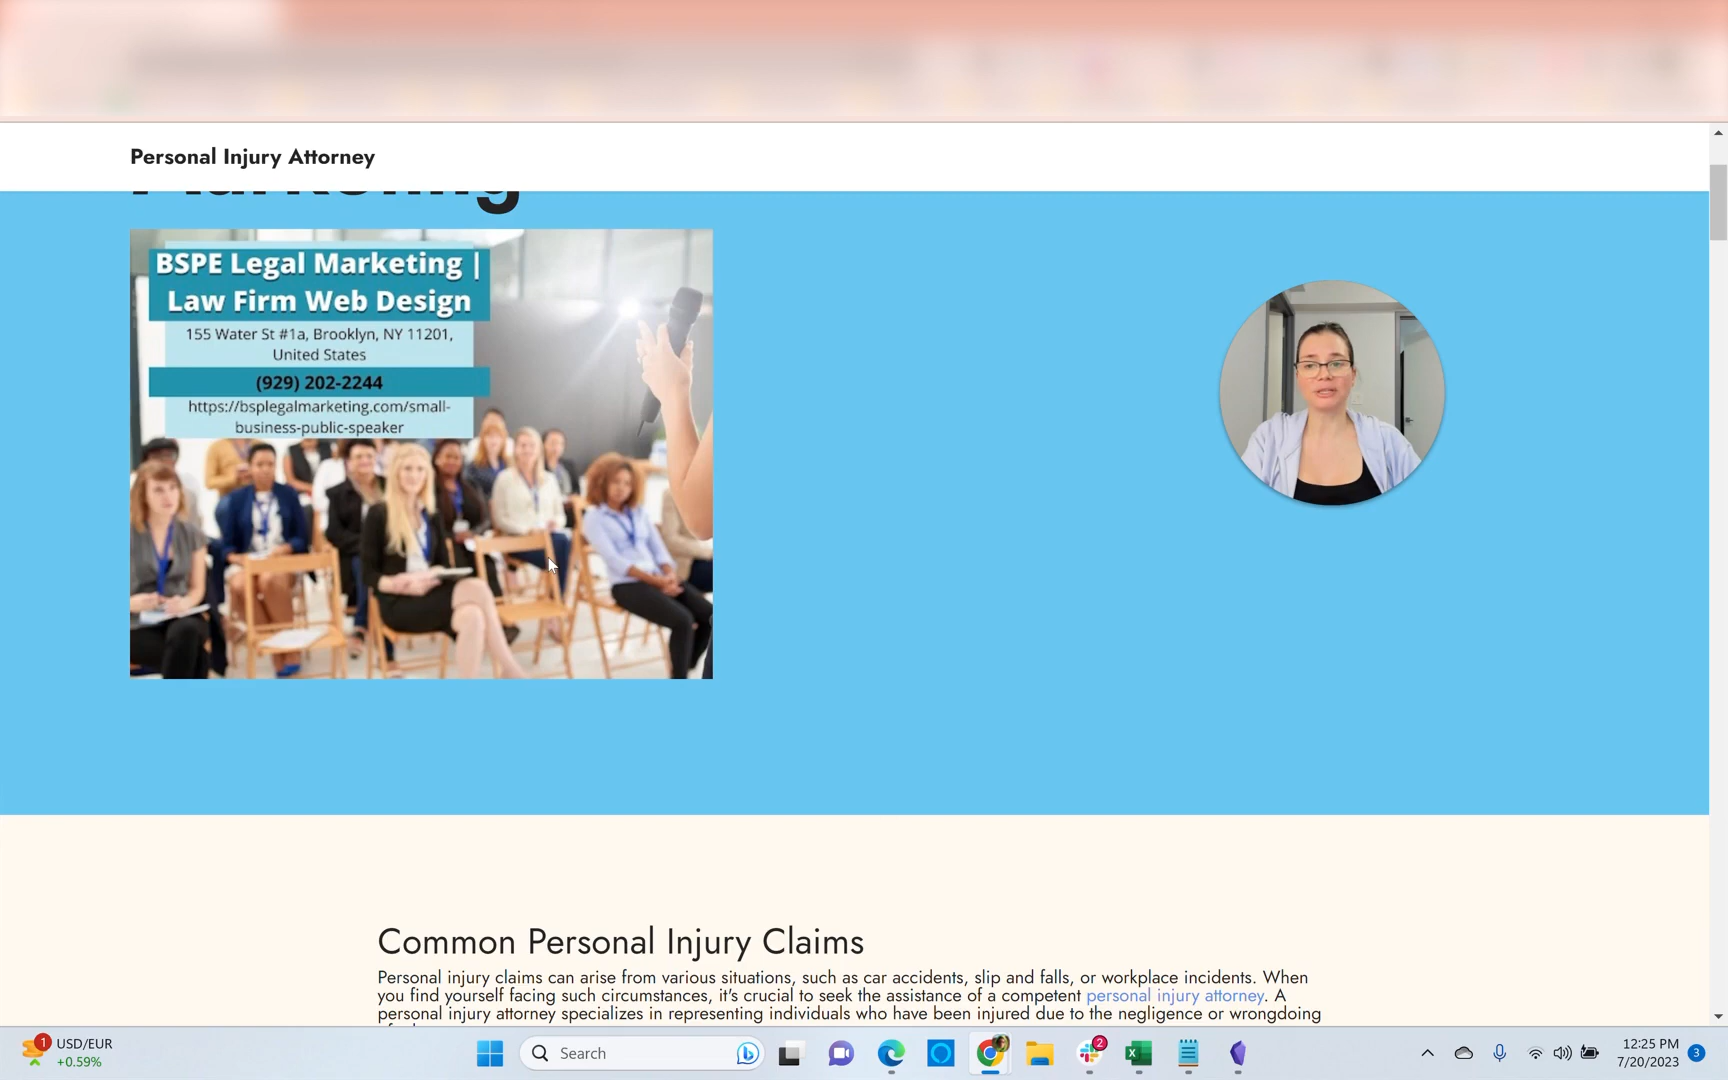 Personal Injury Attorney
Marketing
BSPE Legal Marketing |
Law Firm Web Design
155 Water St #1a, Brooklyn, NY 11201,
United States
(929) 202-2244
https://bsplegalmarketing.com/small-
business-public-speaker
Common Personal Injury Claims
Personal injury claims can arise from various situations, such as car accidents, slip and falls, or workplace incidents. When
you find yourself facing such circumstances, it's crucial to seek the assistance of a competent personal injury attorney. A
personal injury attorney specializes in representing individuals who have been injured due to the negligence or wrongdoing
1
USD/EUR
+0.59%
Search
2
12:25 PM
7/20/2023
3